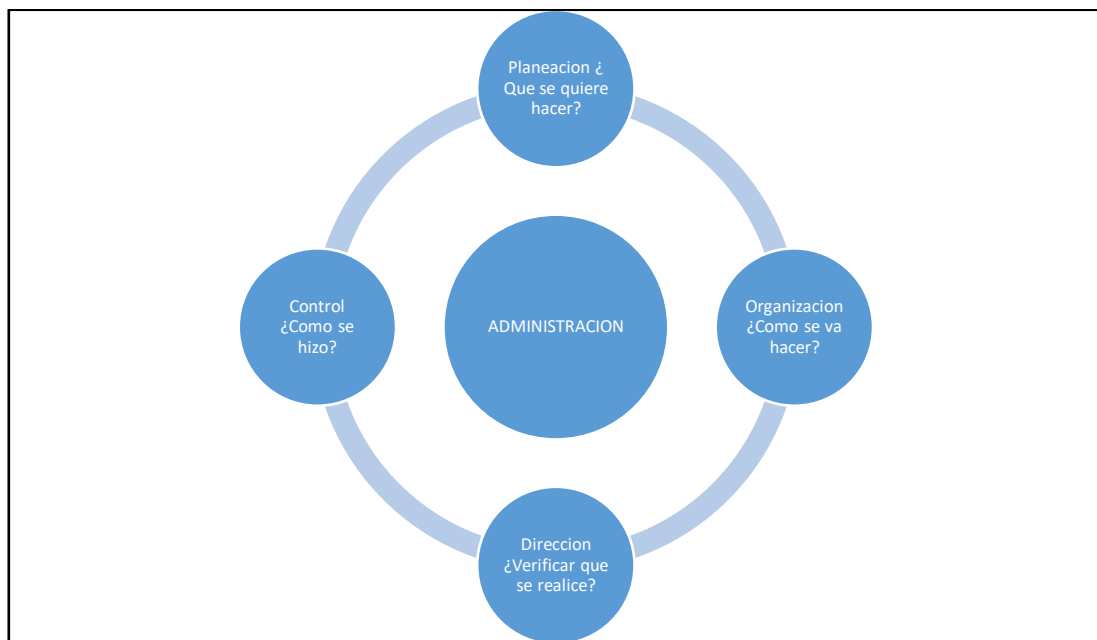 Planeacion ¿
Que se quiere
hacer?
Control
¿Como se
hizo?
ADMINISTRACION
Organizacion
¿Como se va
hacer?
Direccion
¿Verificar que
se realice?